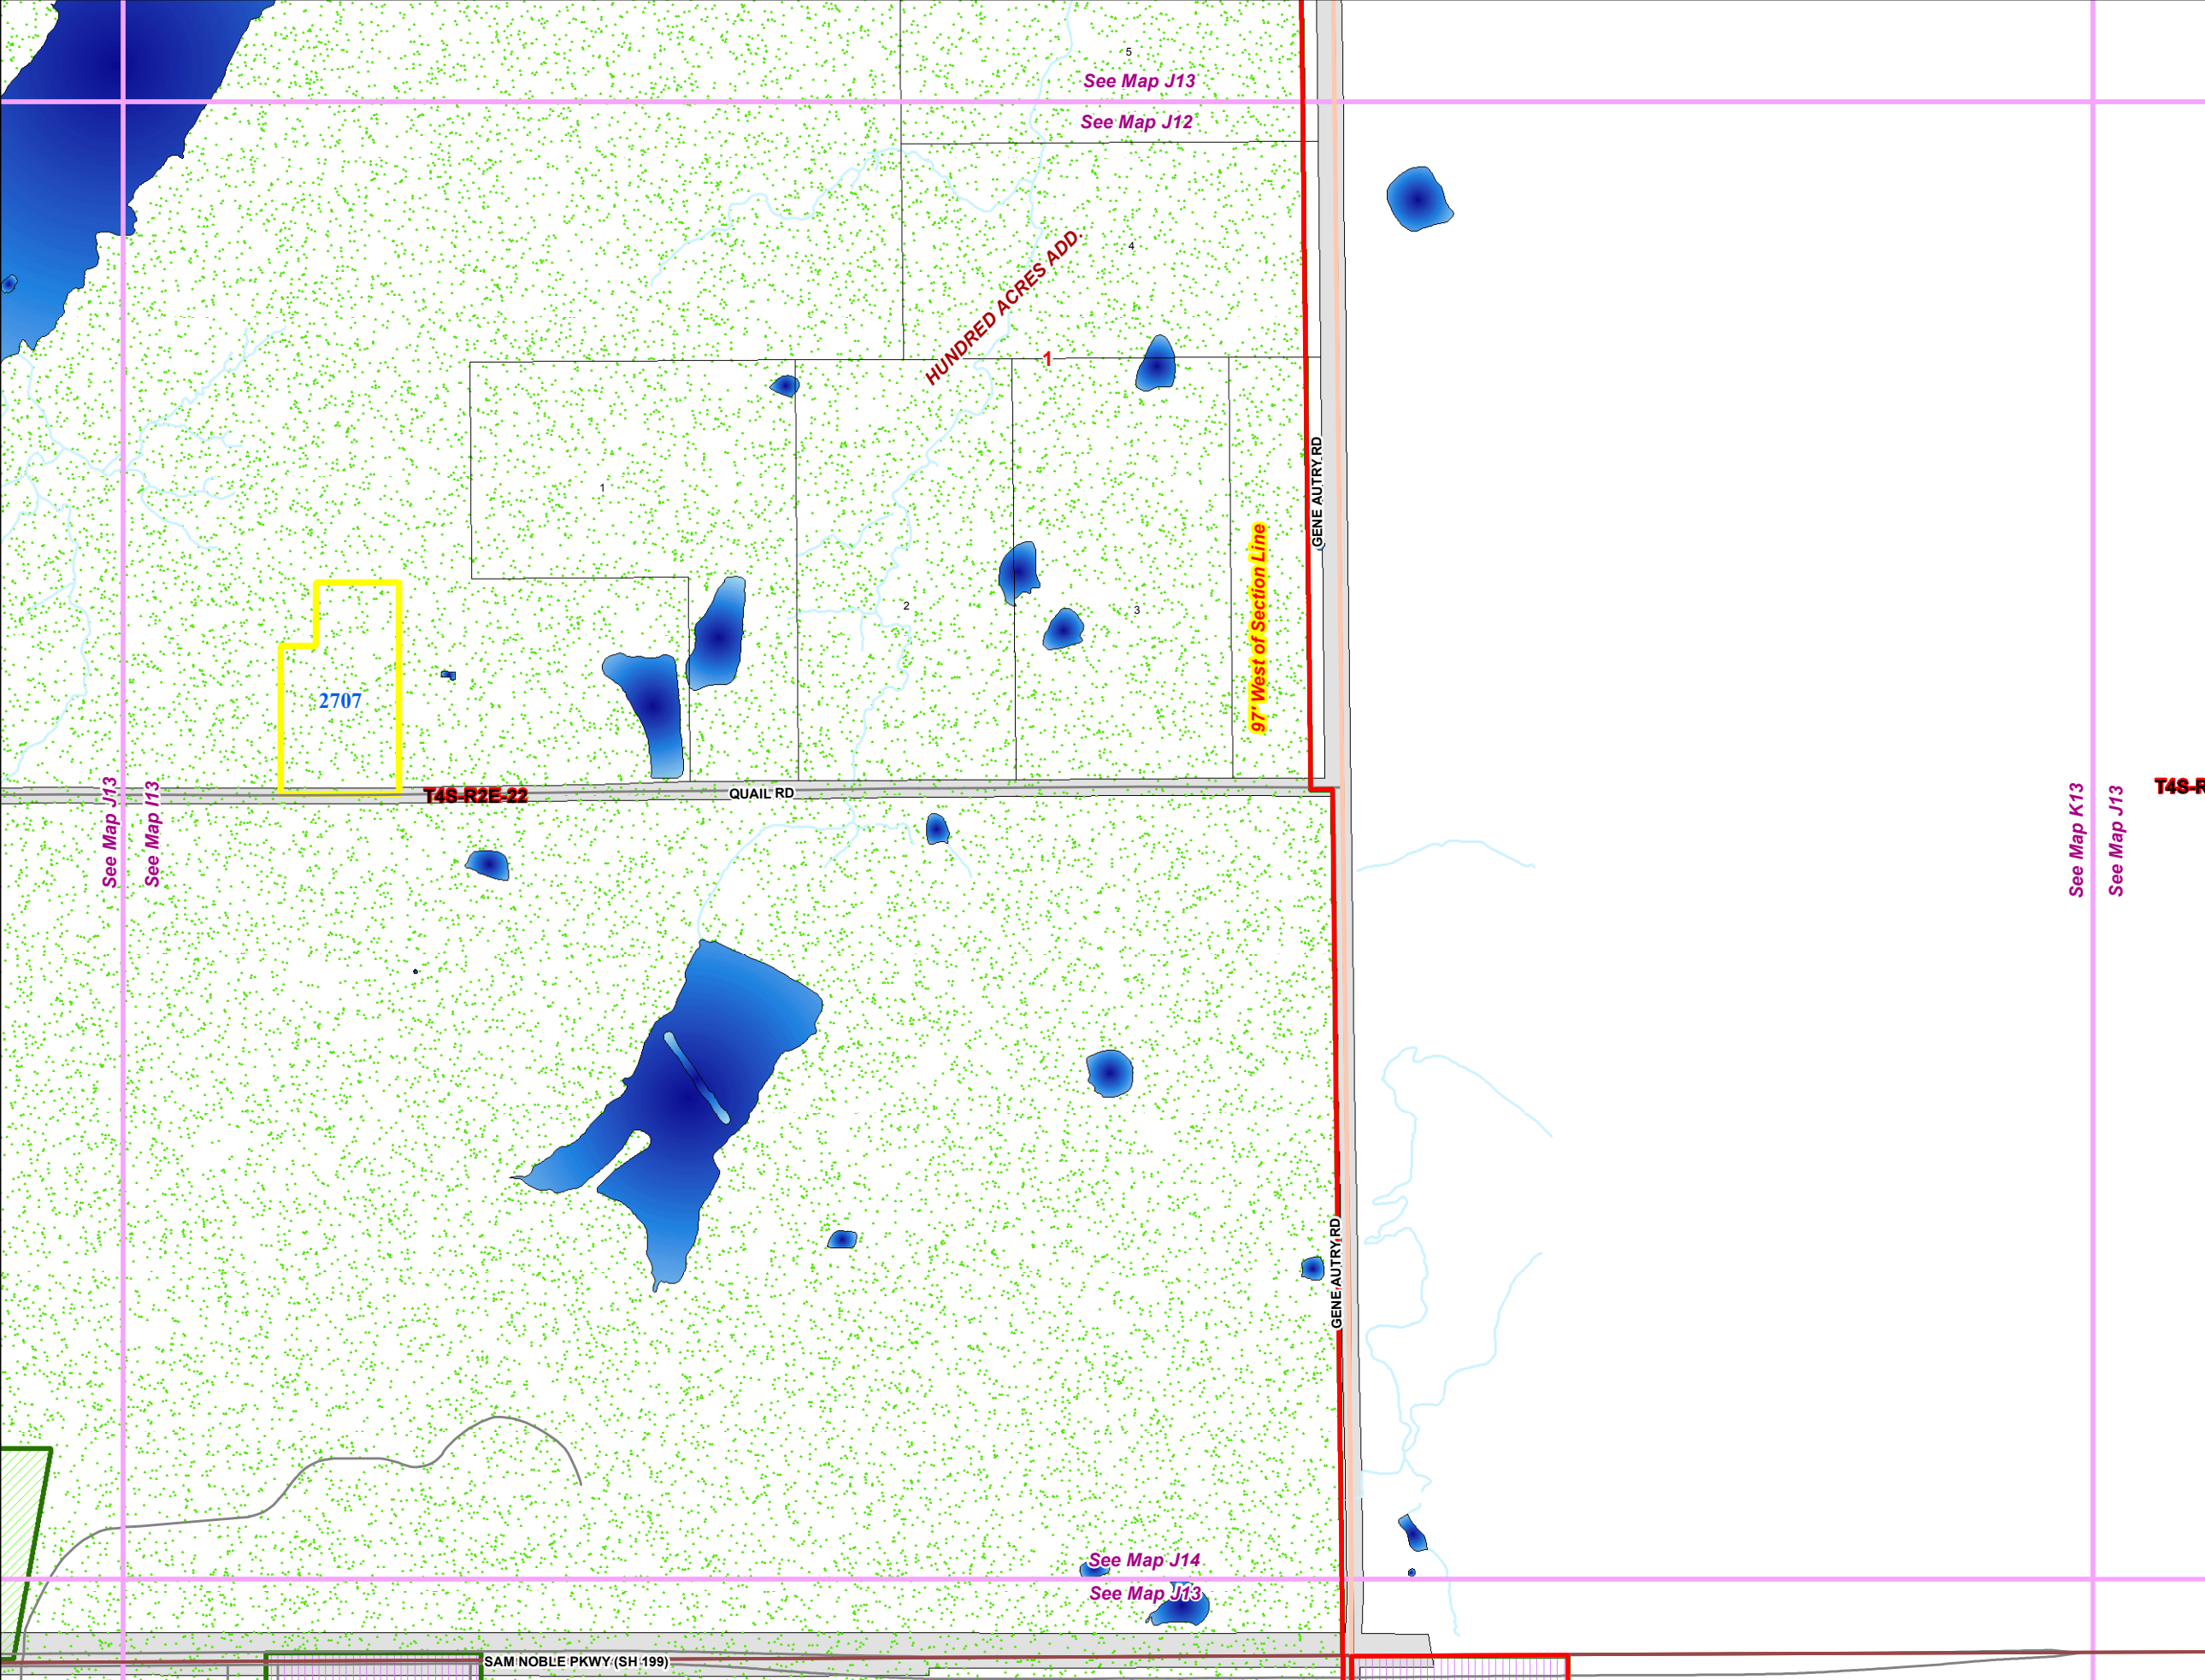 5
See Map J13
See Map J12
4
HUNDRED ACRES ADD.
1
GENE AUTRY RD
1
97' West of Section Line
2
3
2707
See Map J13
See Map I13
T4S-R2E-22
QUAIL RD
See Map K13
See Map J13
T4S-R
GENE AUTRY RD
See Map J14
See Map J13
SAM NOBLE PKWY (SH 199)